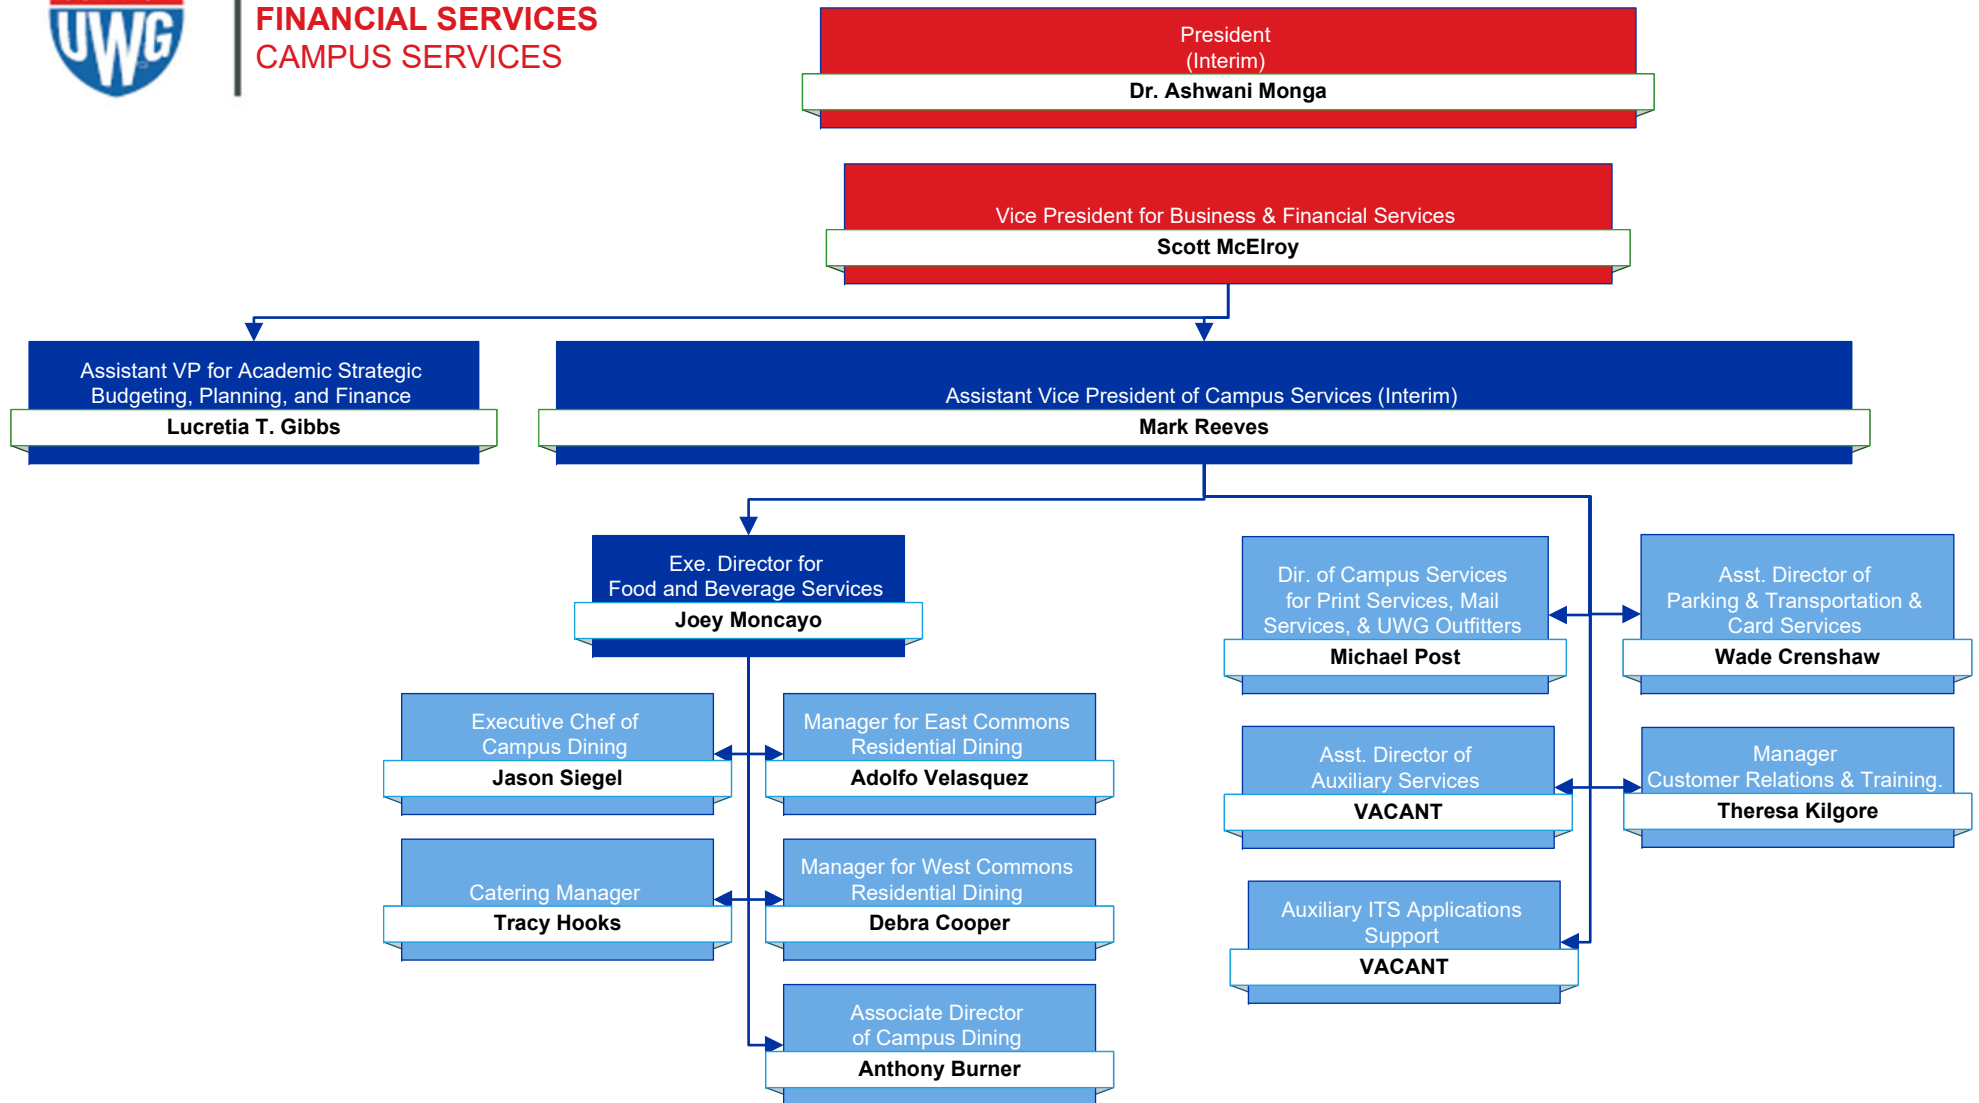 UWG
FINANCIAL SERVICES
CAMPUS SERVICES
President
(Interim)
Dr. Ashwani Monga
Vice President for Business & Financial Services
Scott McElroy
Assistant VP for Academic Strategic
Budgeting, Planning, and Finance
Lucretia T. Gibbs
Assistant Vice President of Campus Services (Interim)
Mark Reeves
Exe. Director for
Food and Beverage Services
Joey Moncayo
Dir. of Campus Services
for Print Services, Mail
Services, & UWG Outfitters
Michael Post
Asst. Director of
Parking & Transportation &
Card Services
Wade Crenshaw
Executive Chef of
Campus Dining
Jason Siegel
Manager for East Commons
Residential Dining
Adolfo Velasquez
Asst. Director of
Auxiliary Services
VACANT
Manager
Customer Relations & Training.
Theresa Kilgore
Catering Manager
Tracy Hooks
Manager for West Commons
Residential Dining
Debra Cooper
Auxiliary ITS Applications
Support
VACANT
Associate Director
of Campus Dining
Anthony Burner